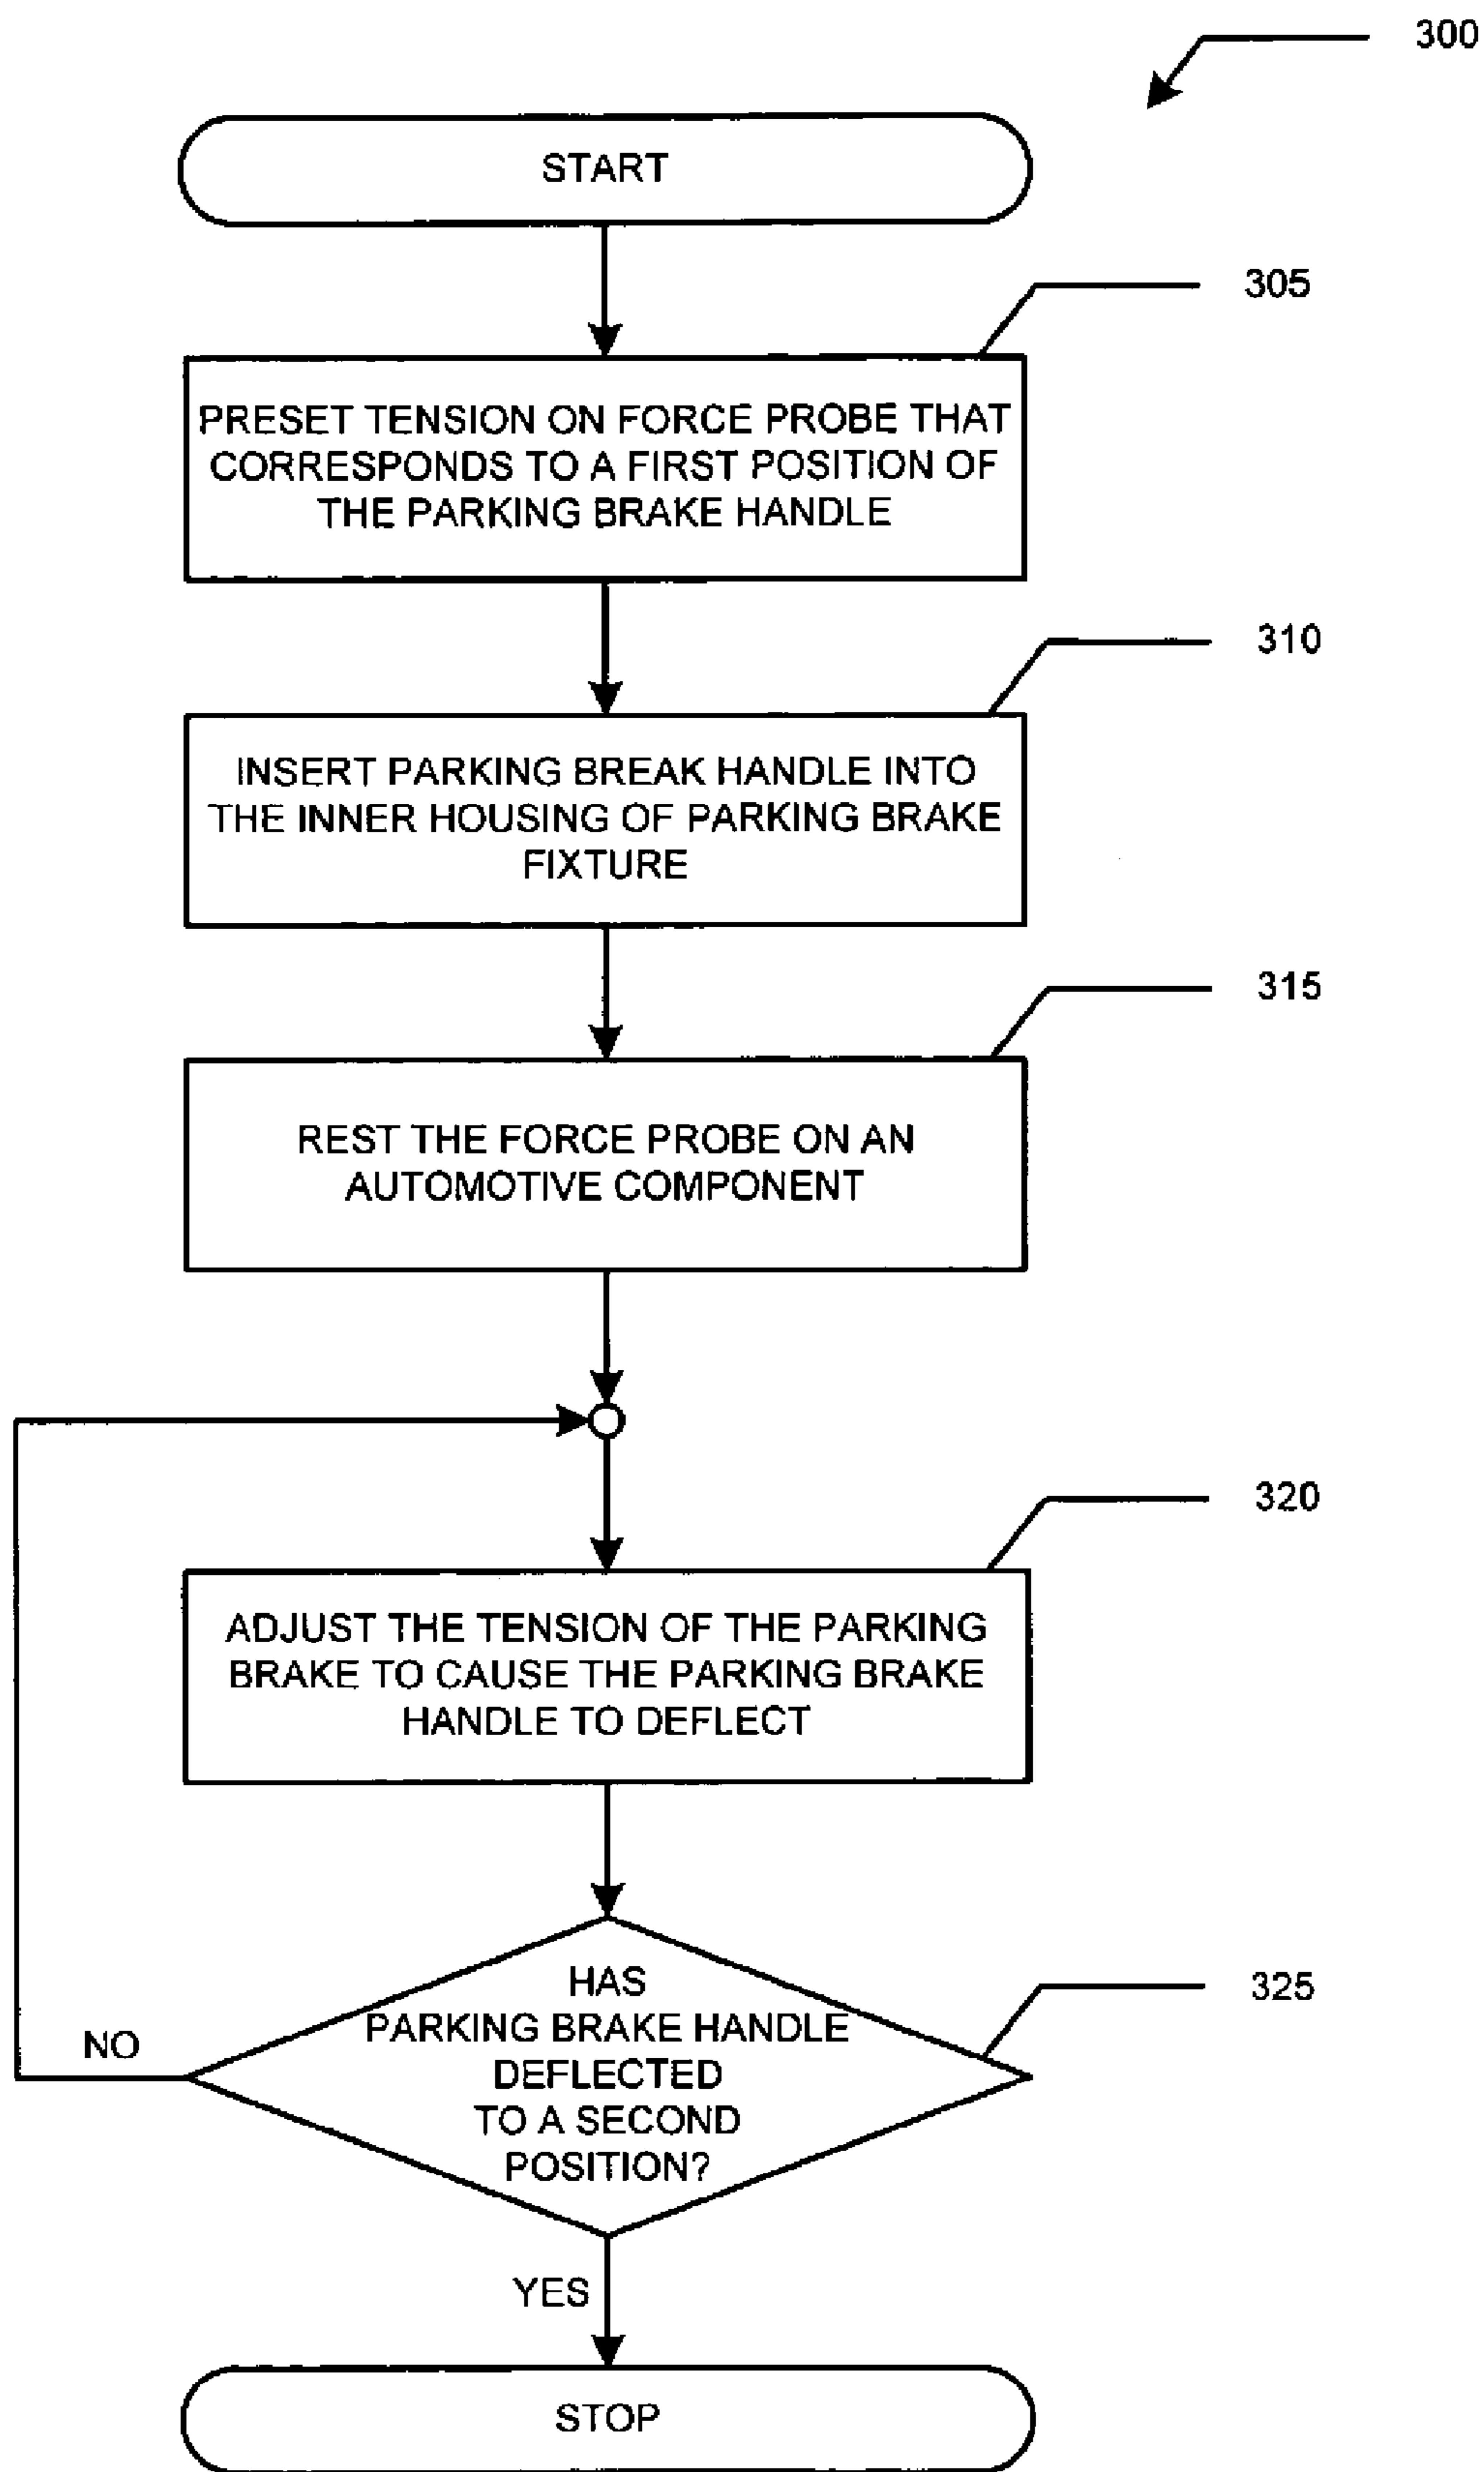 300
START
305
PRESET TENSION ON FORCE PROBE THAT
CORRESPONDS TO A FIRST POSITION OF
THE PARKING BRAKE HANDLE
310
INSERT PARKING BREAK HANDLE INTO
THE INNER HOUSING OF PARKING BRAKE
FIXTURE
315
REST THE FORCE PROBE ON AN
AUTOMOTIVE COMPONENT
320
ADJUST THE TENSION OF THE PARKING
BRAKE TO CAUSE THE PARKING BRAKE
HANDLE TO DEFLECT
325
HAS
PARKING BRAKE HANDLE
DEFLECTED
TO A SECOND
POSITION?
NO
YES
STOP